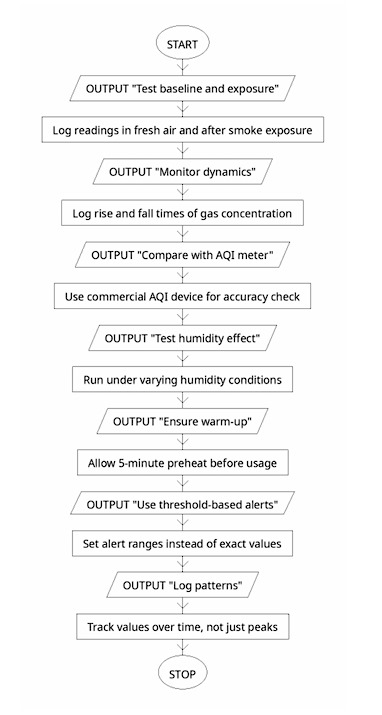 START
OUTPUT "Test baseline and exposure"
Log readings in fresh air and after smoke exposure
OUTPUT "Monitor dynamics"
Log rise and fall times of gas concentration
OUTPUT "Compare with AQI meter"
Use commercial AQI device for accuracy check
OUTPUT "Test humidity effect"
Run under varying humidity conditions
OUTPUT "Ensure warm-up"
Allow 5-minute preheat before usage
OUTPUT "Use threshold-based alerts"
Set alert ranges instead of exact values
OUTPUT "Log patterns"
Track values over time, not just peaks
STOP